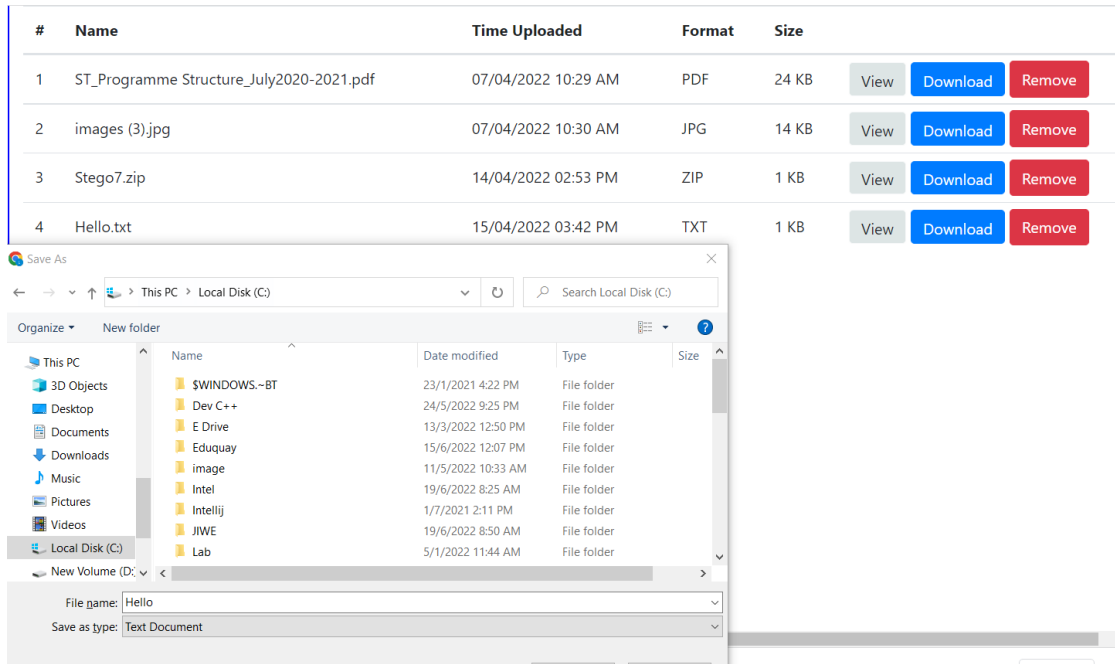 # Name Time Uploaded Format Size
1 ST_Programme Structure_July2020-2021.pdf 07/04/2022 10:29 AM PDF 24 KB View Download Remove
2 images (3).jpg 07/04/2022 10:30 AM JPG 14 KB View Download Remove
3 Stego7.zip 14/04/2022 02:53 PM ZIP 1 KB View Download Remove
4 Hello.txt 15/04/2022 03:42 PM TXT 1 KB View Download Remove
Save As
This PC > Local Disk (C:) Search Local Disk (C:)
Organize New folder ?
This PC Name Date modified Type Size
3D Objects $WINDOWS.~BT 23/1/2021 4:22 PM File folder
Desktop Dev C++ 24/5/2022 9:25 PM File folder
Documents E Drive 13/3/2022 12:50 PM File folder
Downloads Eduquay 15/6/2022 12:07 PM File folder
Music image 11/5/2022 10:33 AM File folder
Pictures Intel 19/6/2022 8:25 AM File folder
Videos Intellij 1/7/2021 2:11 PM File folder
Local Disk (C:) JIWE 19/6/2022 8:50 AM File folder
New Volume (D: Lab 5/1/2022 11:44 AM File folder
File name: Hello
Save as type: Text Document